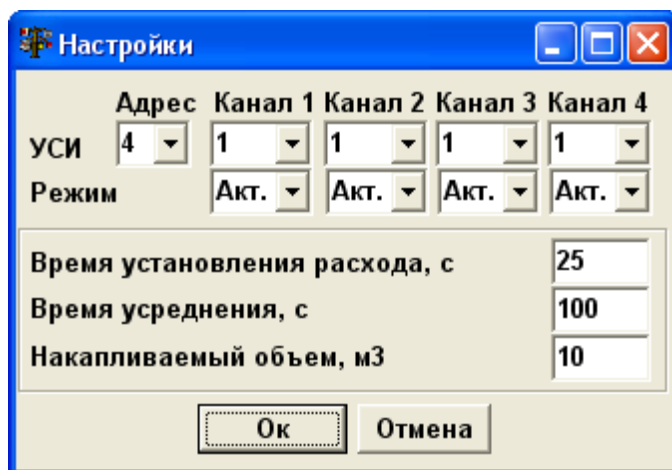 Настройки
Адрес Канал 1 Канал 2 Канал 3 Канал 4
УСИ 4 1 1 1 1
Режим Акт. Акт. Акт. Акт.
Время установления расхода, с 25
Время усреднения, с 100
Накапливаемый объем, м3 10
Ок Отмена